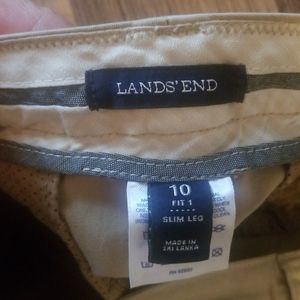 LANDS' END
10
FIT 1
SLIM LEG
MADE IN
SRI LANKA